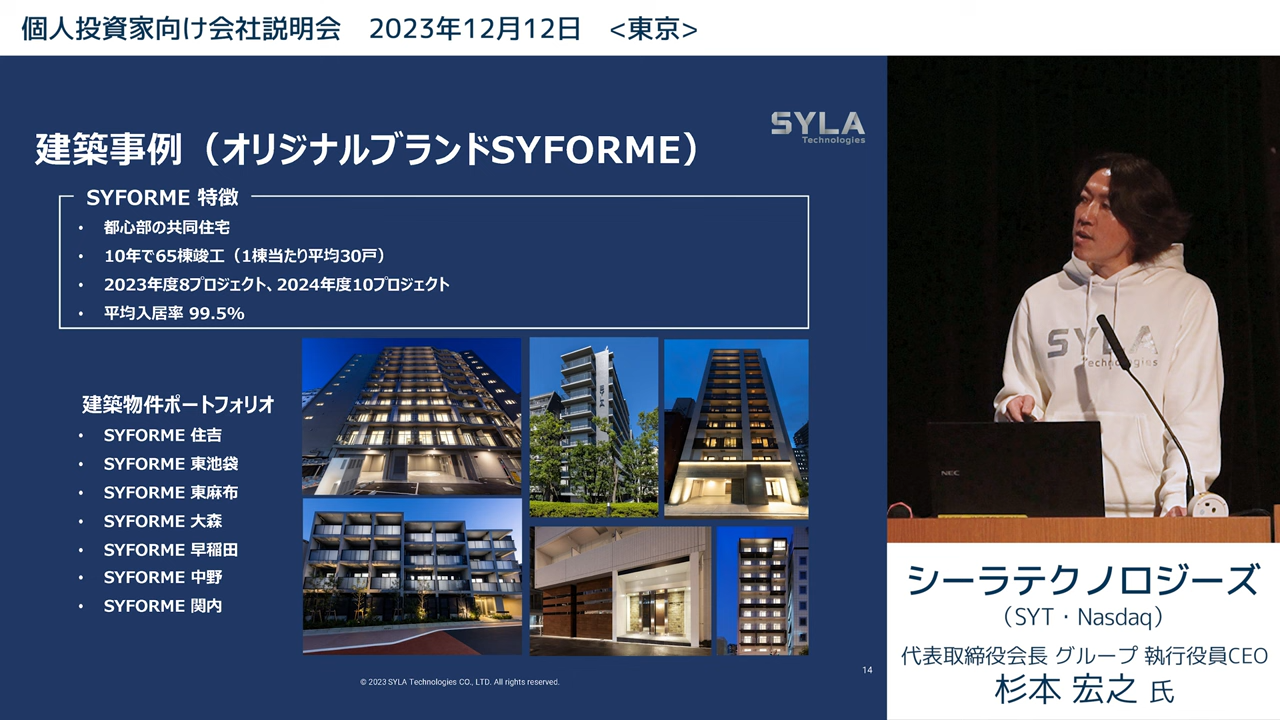 個人投資家向け会社説明会　2023年12月12日　<東京>
SYLA
Technologies
建築事例（オリジナルブランドSYFORME）
SYFORME 特徴
• 都心部の共同住宅
• 10年で65棟竣工（1棟当たり平均30戸）
• 2023年度8プロジェクト、2024年度10プロジェクト
• 平均入居率 99.5%
建築物件ポートフォリオ
• SYFORME 住吉
• SYFORME 東池袋
• SYFORME 東麻布
• SYFORME 大森
• SYFORME 早稲田
• SYFORME 中野
• SYFORME 関内
14
© 2023 SYLA Technologies CO., LTD. All rights reserved.
SYLA
Technologies
NEC
シーラテクノロジーズ
（SYT・Nasdaq）
代表取締役会長 グループ 執行役員CEO
杉本 宏之 氏